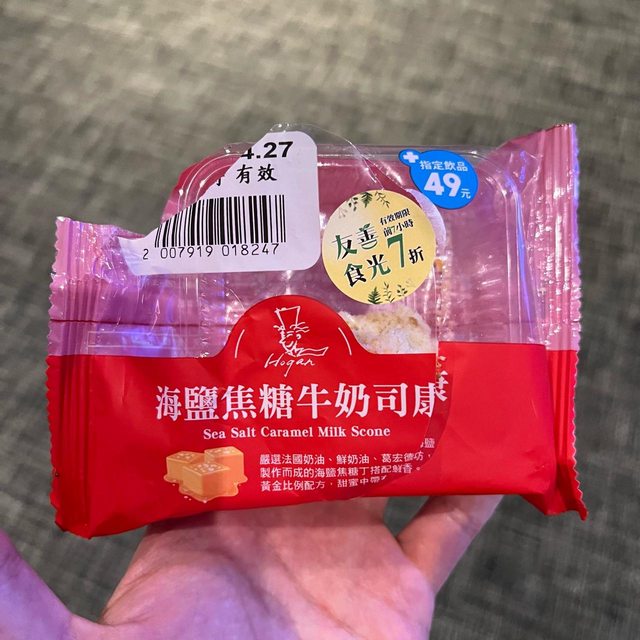 4.27
有效
2 007919 018247
+指定飲品
49元
有效期限
前7小時
友善
食光7折
Hogan
海鹽焦糖牛奶司康
Sea Salt Caramel Milk Scone
嚴選法國奶油、鮮奶油、葛宏德
製作而成的海鹽焦糖丁搭配鮮香。
黃金比例配方，甜蜜中帶